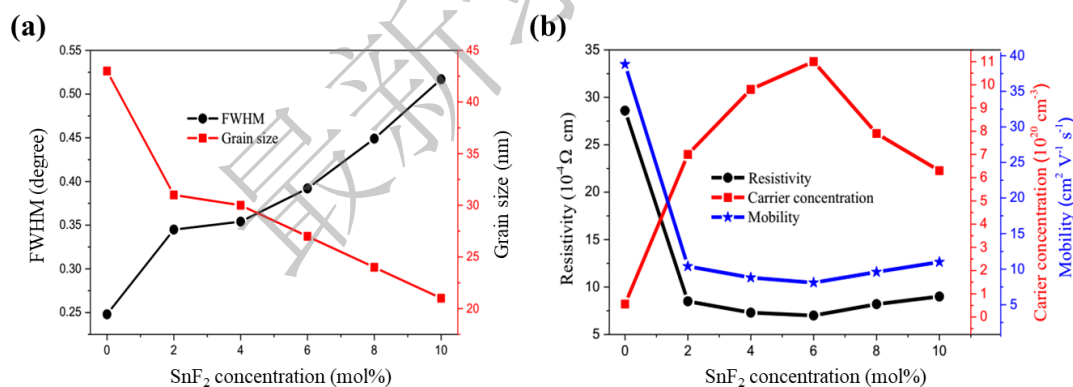 (a)
(b)
0.55
0.50
0.45
0.40
0.35
0.30
0.25
FWHM (degree)
FWHM
Grain size
45
40
35
30
25
20
Grain size (nm)
0 2 4 6 8 10
SnF2 concentration (mol%)
35
30
25
20
15
10
5
Resistivity (10-4Ω cm)
Resistivity
Carrier concentration
Mobility
11
10
9
8
7
6
5
4
3
2
1
0
Carier concentration (1020 cm-3)
40
35
30
25
20
15
10
5
Mobility (cm2 V-1 s-1)
0 2 4 6 8 10
SnF2 concentration (mol%)
最新